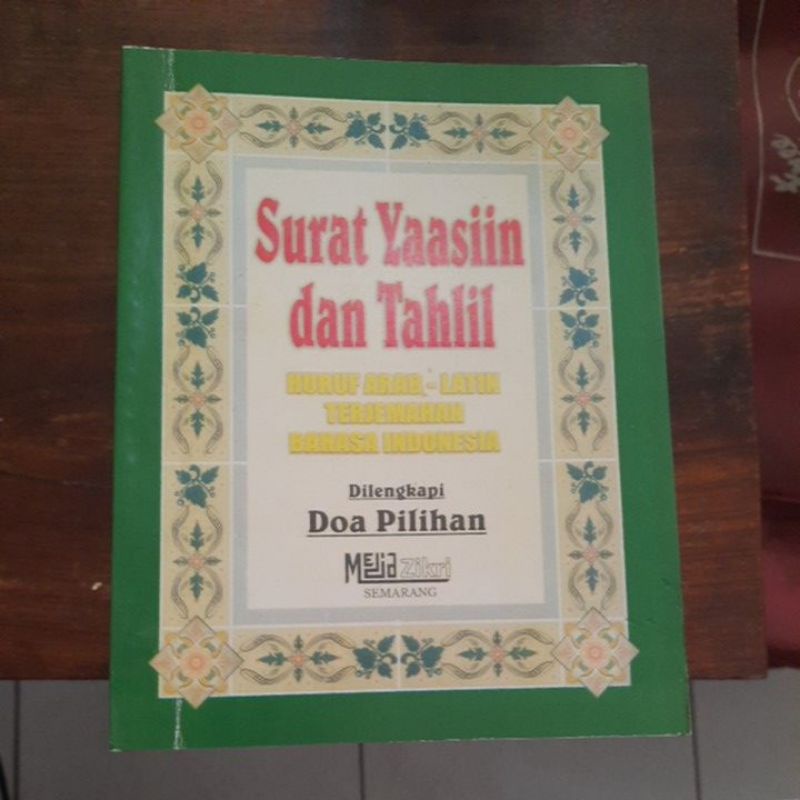 Surat Yaasiin
dan Tahlil
HURUF ARAB, - LATIN
TERJEMAHAN
BAHASA INDONESIA
Dilengkapi
Doa Pilihan
Media Zikri
SEMARANG